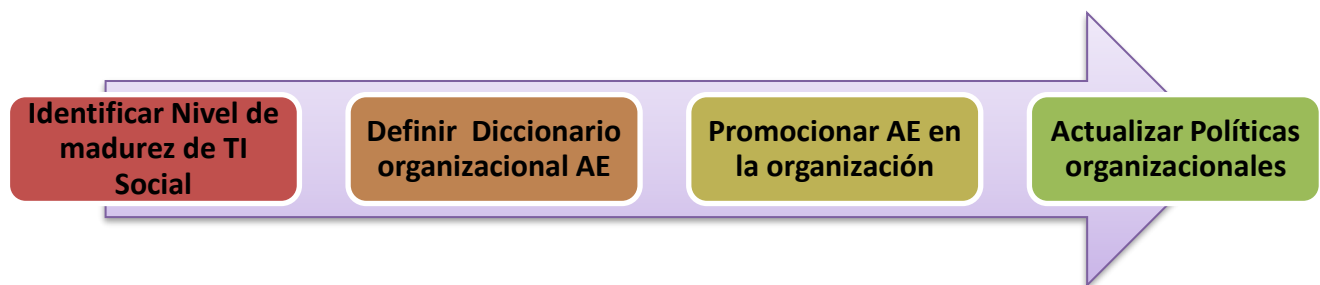 Identificar Nivel de
madurez de TI
Social
Definir Diccionario
organizacional AE
Promocionar AE en
la organización
Actualizar Políticas
organizacionales